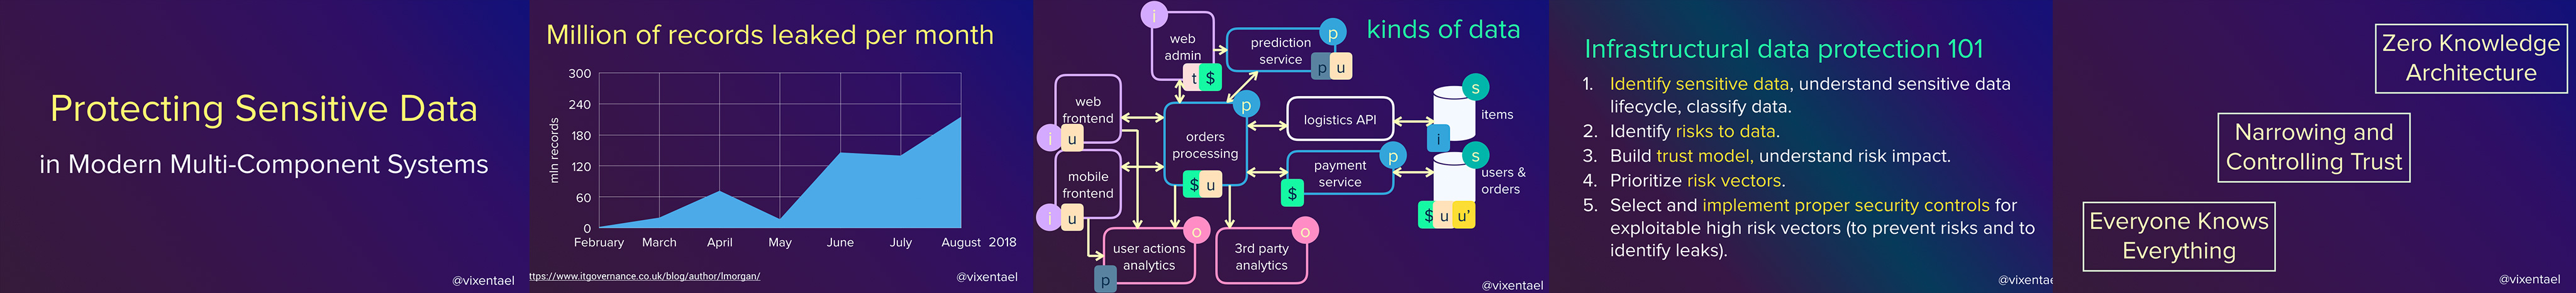 Protecting Sensitive Data
in Modern Multi-Component Systems
@vixentael
Million of records leaked per month
mln records
300
240
180
120
60
0
February March April May June July August 2018
ttps://www.itgovernance.co.uk/blog/author/lmorgan/
@vixentael
kinds of data
i
web
admin
t $
p
prediction
service
p u
web
frontend
i u
mobile
frontend
i u
p
orders
processing
$ u
logistics API
p
payment
service
$
s
items
i
s
users &
orders
$ u u'
o
user actions
analytics
p
o
3rd party
analytics
@vixentael
Infrastructural data protection 101
1. Identify sensitive data, understand sensitive data
lifecycle, classify data.
2. Identify risks to data.
3. Build trust model, understand risk impact.
4. Prioritize risk vectors.
5. Select and implement proper security controls for
exploitable high risk vectors (to prevent risks and to
identify leaks).
@vixentae
Zero Knowledge
Architecture
Narrowing and
Controlling Trust
Everyone Knows
Everything
@vixentael